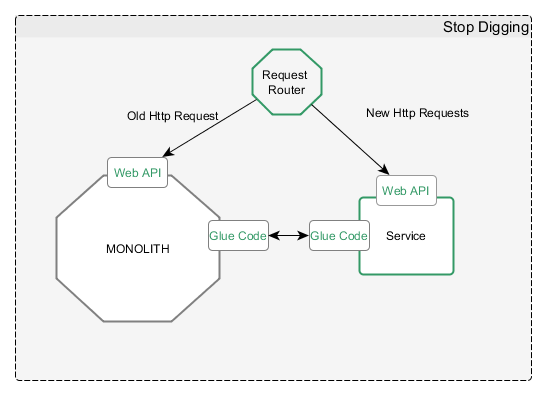 Stop Digging
Request
Router
Old Http Request
New Http Requests
Web API
Web API
MONOLITH
Glue Code
Glue Code
Service